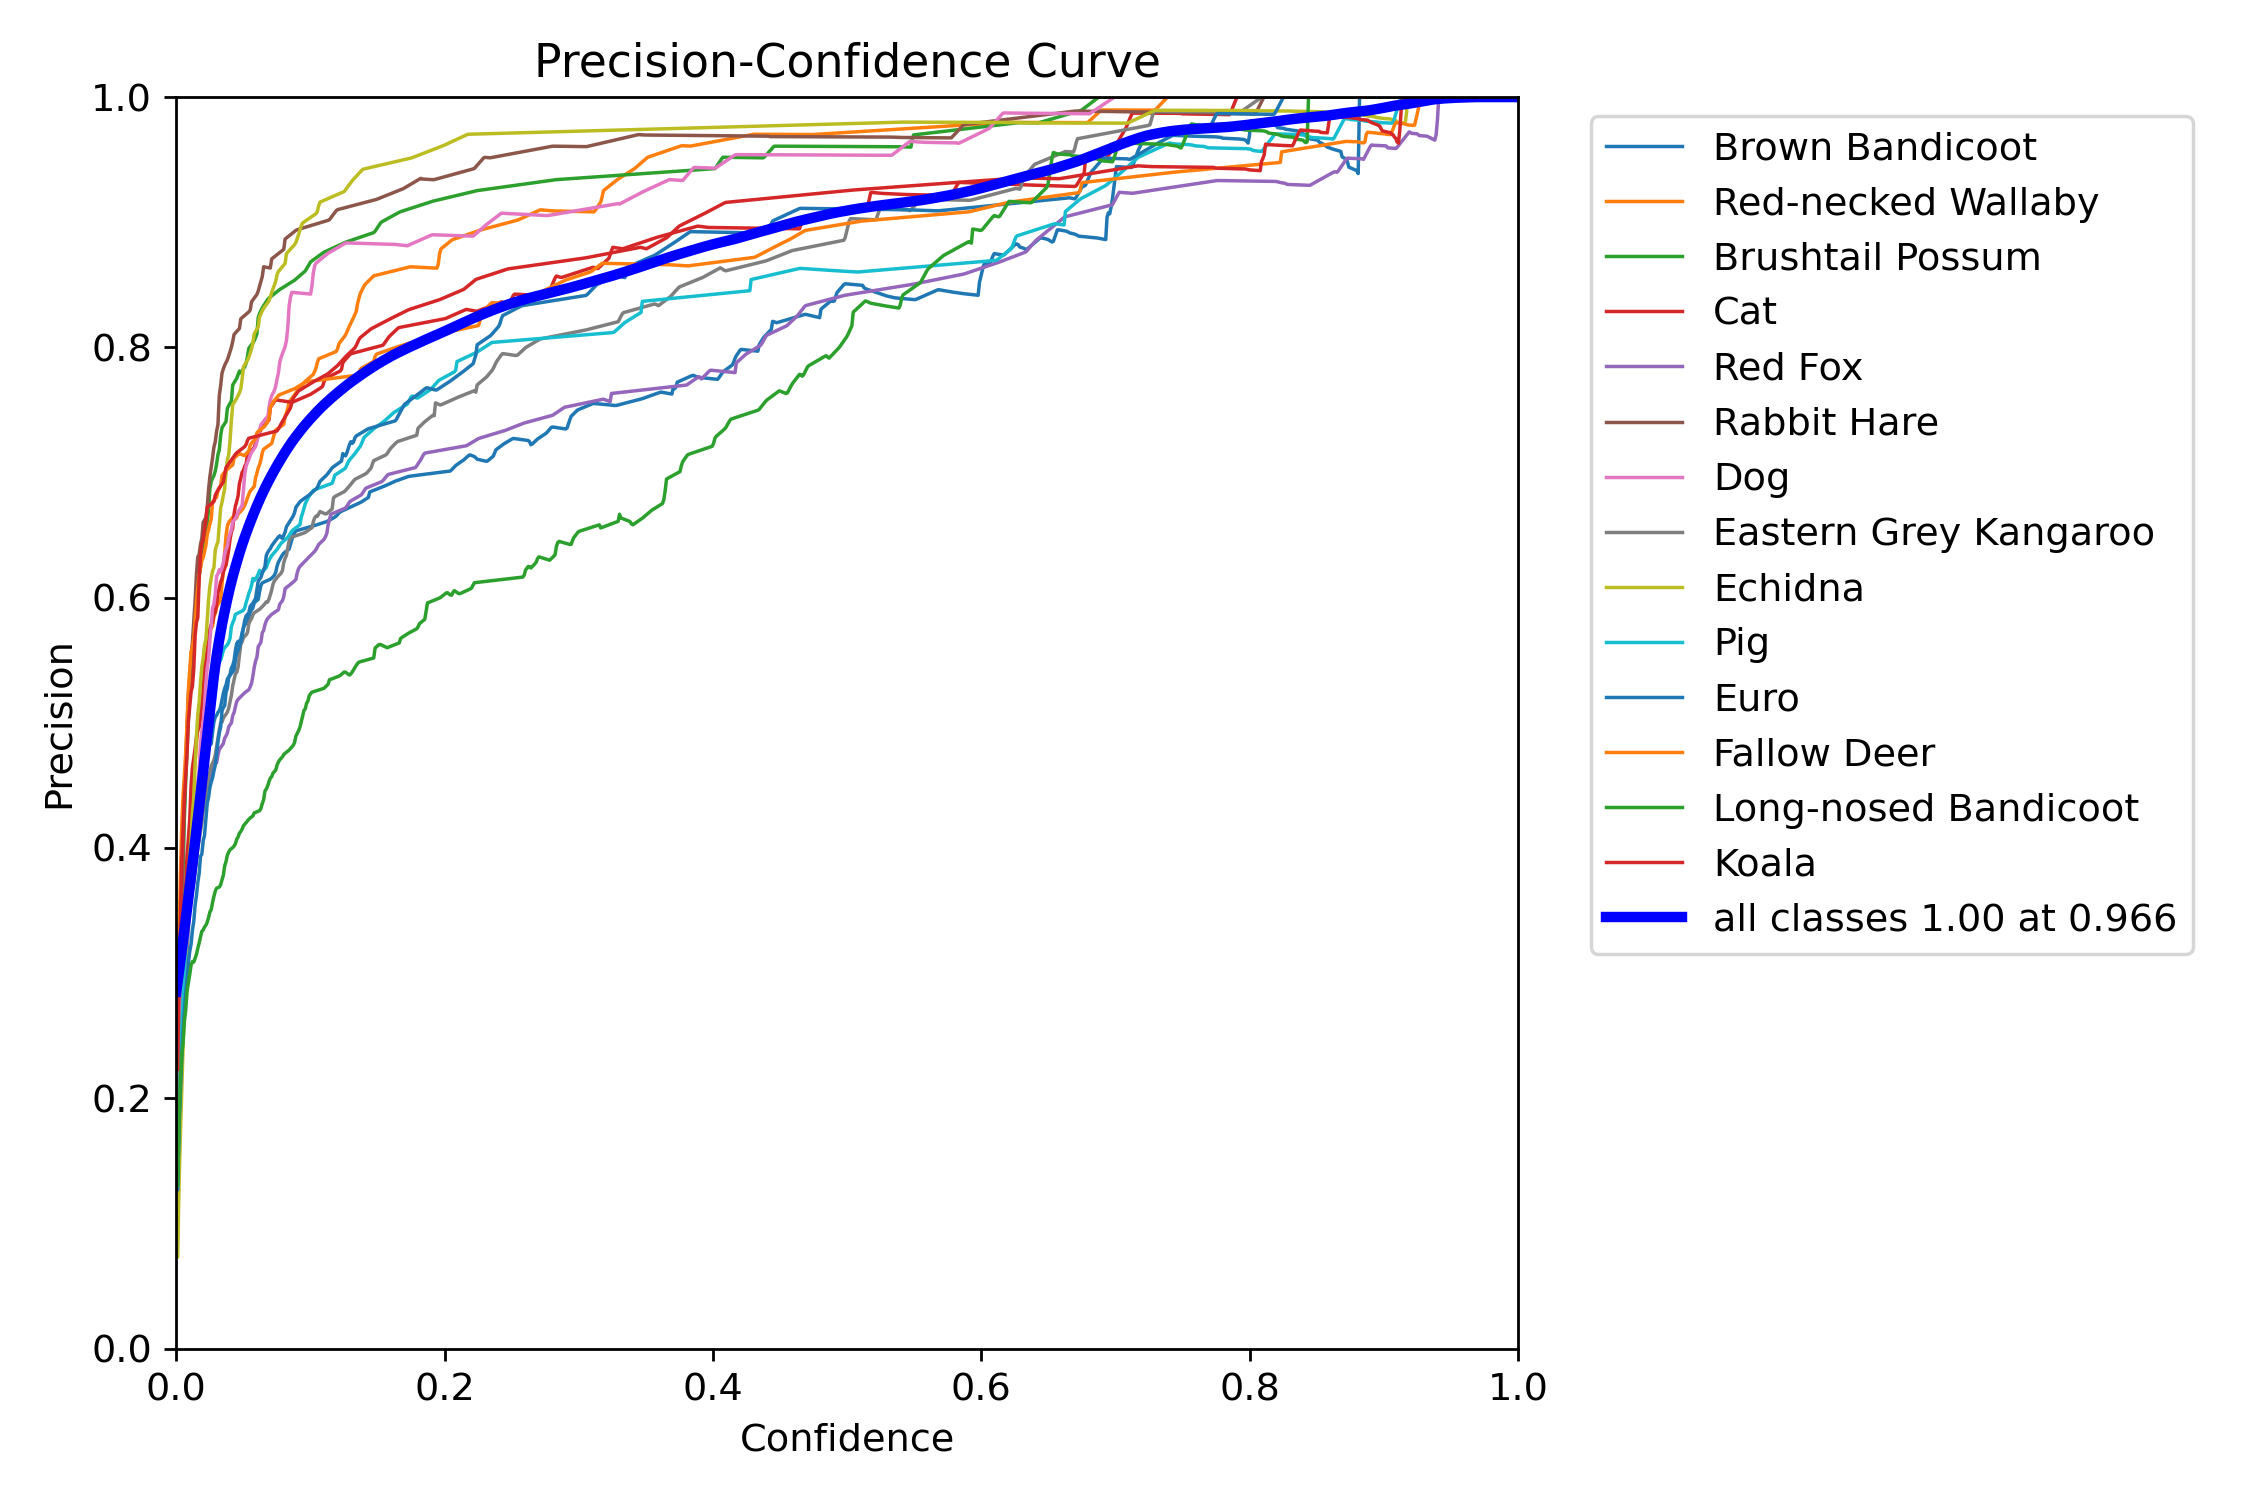 Precision-Confidence Curve
1.0
0.8
0.6
0.4
0.2
0.0
Precision
0.0 0.2 0.4 0.6 0.8 1.0
Confidence
Brown Bandicoot
Red-necked Wallaby
Brushtail Possum
Cat
Red Fox
Rabbit Hare
Dog
Eastern Grey Kangaroo
Echidna
Pig
Euro
Fallow Deer
Long-nosed Bandicoot
Koala
all classes 1.00 at 0.966